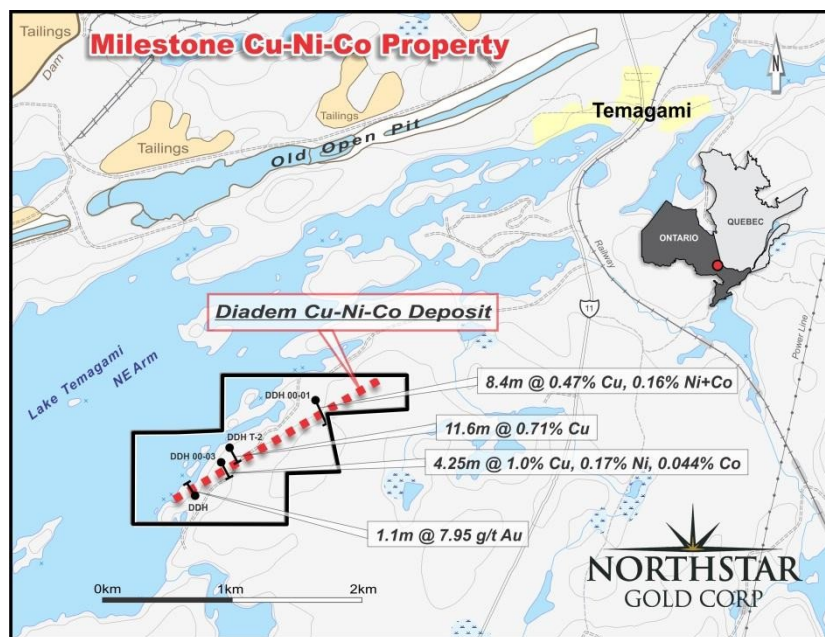 Tailings
Dam
Milestone Cu-Ni-Co Property
N
Tailings
Tailings
Old Open Pit
Temagami
Tailings
QUEBEC
ONTARIO
Railway
11
Power Line
Diadem Cu-Ni-Co Deposit
Lake Temagami
NE Arm
DDH 00-01
8.4m @ 0.47% Cu, 0.16% Ni+Co
DDH T-2
11.6m @ 0.71% Cu
DDH 00-03
4.25m @ 1.0% Cu, 0.17% Ni, 0.044% Co
DDH
1.1m @ 7.95 g/t Au
0km 1km 2km
NORTHSTAR
GOLD CORP